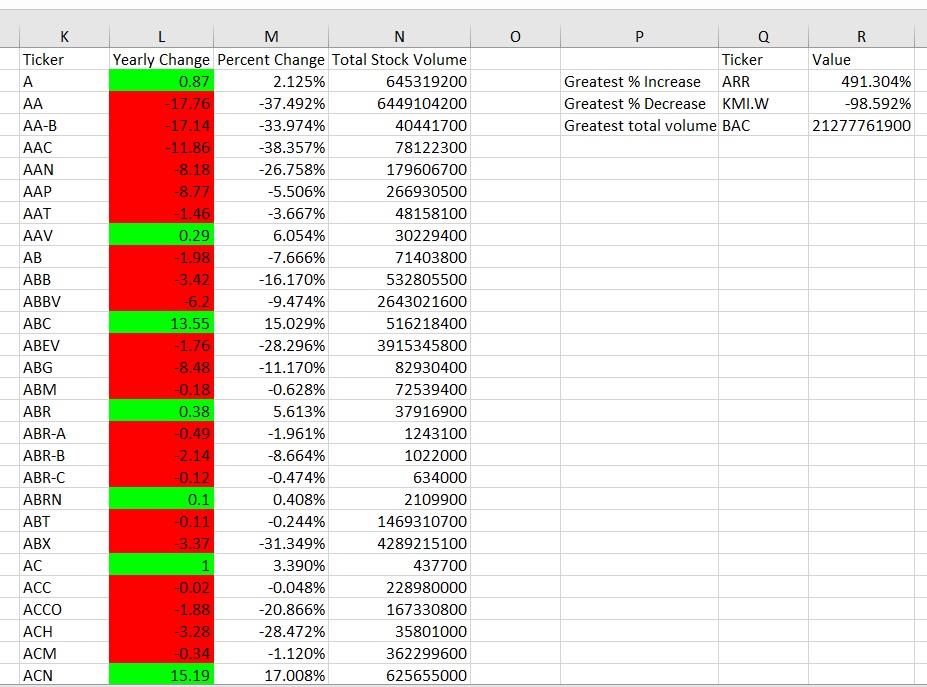 K L M N O P Q R
Ticker Yearly Change Percent Change Total Stock Volume Ticker Value
A 0.87 2.125% 645319200 Greatest % Increase ARR 491.304%
AA -17.76 -37.492% 6449104200 Greatest % Decrease KMI.W -98.592%
AA-B -17.14 -33.974% 40441700 Greatest total volume BAC 21277761900
AAC -11.86 -38.357% 78122300
AAN -8.18 -26.758% 179606700
AAP -8.77 -5.506% 266930500
AAT -1.46 -3.667% 48158100
AAV 0.29 6.054% 30229400
AB -1.98 -7.666% 71403800
ABB -3.42 -16.170% 532805500
ABBV -6.2 -9.474% 2643021600
ABC 13.55 15.029% 516218400
ABEV -1.76 -28.296% 3915345800
ABG -8.48 -11.170% 82930400
ABM -0.18 -0.628% 72539400
ABR 0.38 5.613% 37916900
ABR-A -0.49 -1.961% 1243100
ABR-B -2.14 -8.664% 1022000
ABR-C -0.12 -0.474% 634000
ABRN 0.1 0.408% 2109900
ABT -0.11 -0.244% 1469310700
ABX -3.37 -31.349% 4289215100
AC 1 3.390% 437700
ACC -0.02 -0.048% 228980000
ACCO -1.88 -20.866% 167330800
ACH -3.28 -28.472% 35801000
ACM -0.34 -1.120% 362299600
ACN 15.19 17.008% 625655000